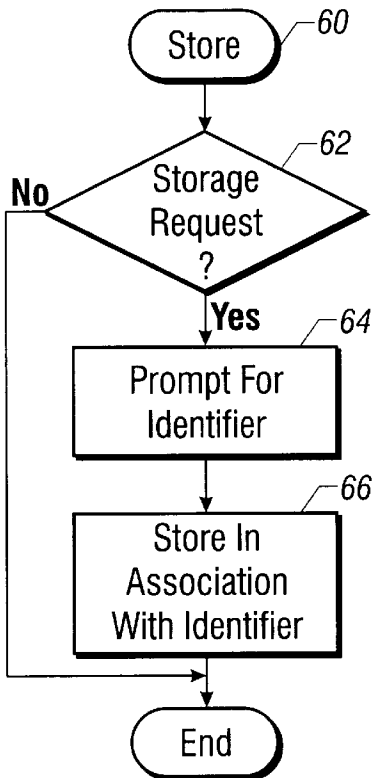 Store
60
62
Storage
Request
?
No
Yes
64
Prompt For
Identifier
66
Store In
Association
With Identifier
End